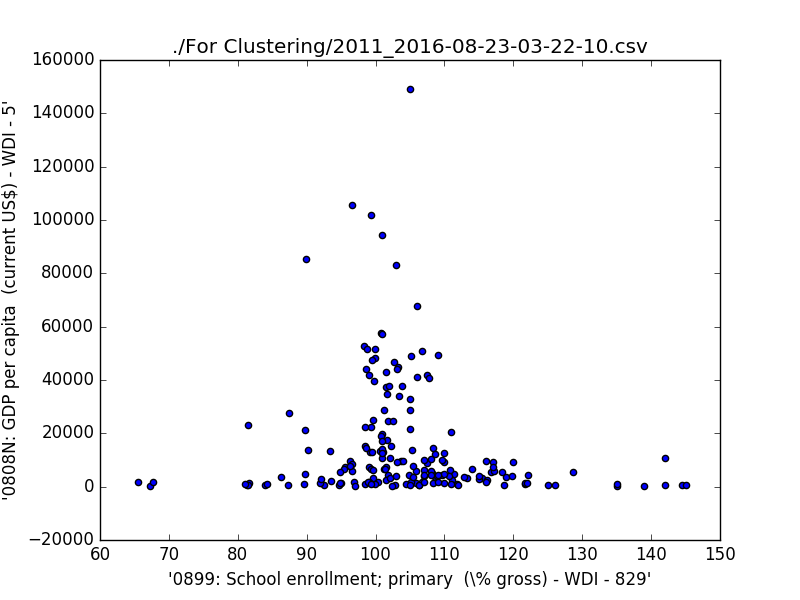 ./For Clustering/2011_2016-08-23-03-22-10.csv
160000
140000
120000
100000
80000
60000
40000
20000
0
−20000
'0808N: GDP per capita  (current US$) - WDI - 5'
60 70 80 90 100 110 120 130 140 150
'0899: School enrollment; primary  (\% gross) - WDI - 829'